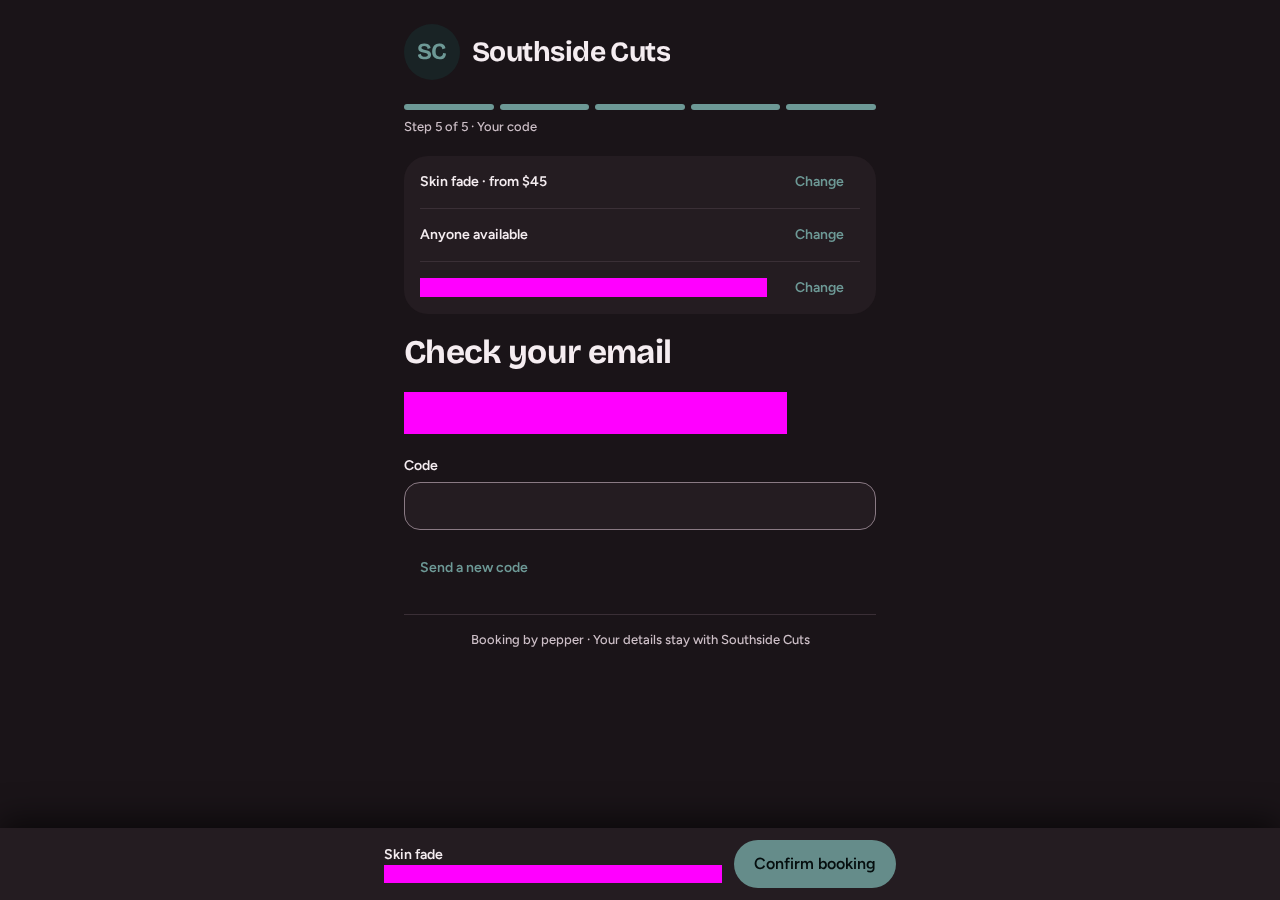 SC
Southside Cuts
Step 5 of 5 · Your code
Skin fade · from $45
Change
Anyone available
Change
Change
Check your email
Code
Send a new code
Booking by pepper · Your details stay with Southside Cuts
Skin fade
Confirm booking